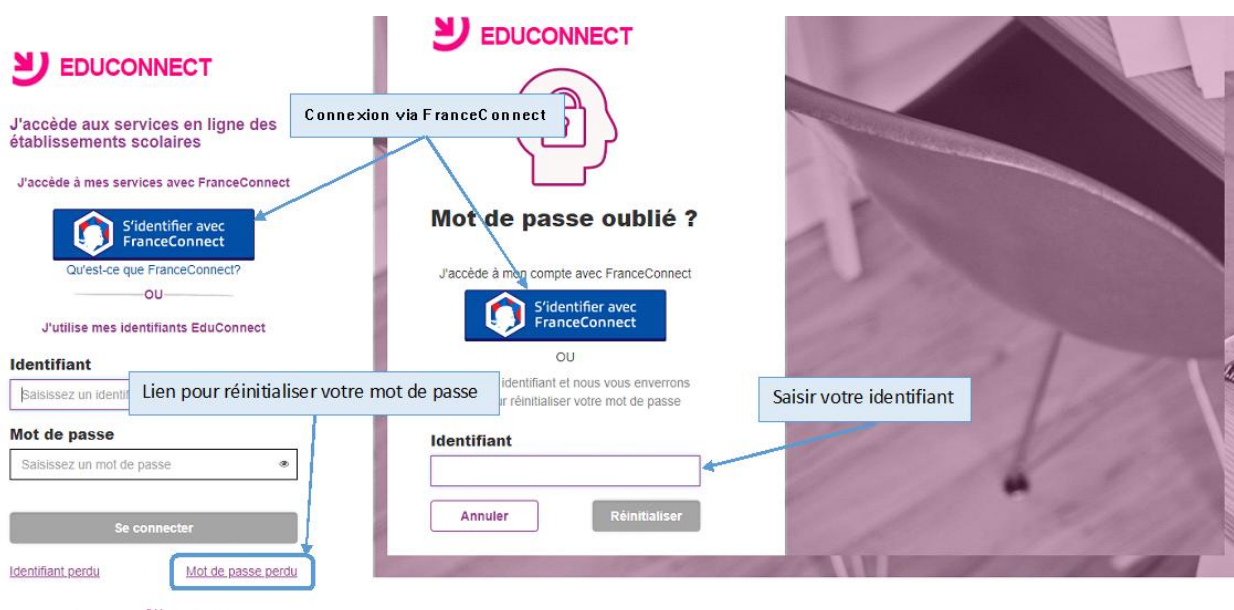 EDUCONNECT
J'accède aux services en ligne des
établissements scolaires
J'accède à mes services avec FranceConnect
S'identifier avec
FranceConnect
Qu'est-ce que FranceConnect?
OU
J'utilise mes identifiants EduConnect
Identifiant
Saisissez un identif
Mot de passe
Saisissez un mot de passe
Se connecter
Identifiant perdu
Mot de passe perdu
Connexion via FranceConnect
Lien pour réinitialiser votre mot de passe
EDUCONNECT
Mot de passe oublié ?
J'accède à mon compte avec FranceConnect
S'identifier avec
FranceConnect
OU
identifiant et nous vous enverrons
réinitialiser votre mot de passe
Saisir votre identifiant
Identifiant
Annuler
Réinitialiser